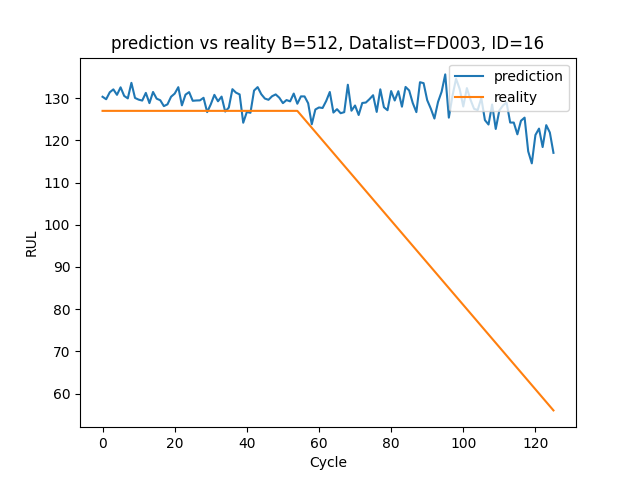 prediction vs reality B=512, Datalist=FD003, ID=16
prediction
reality
130
120
110
100
90
80
70
60
RUL
0 20 40 60 80 100 120
Cycle